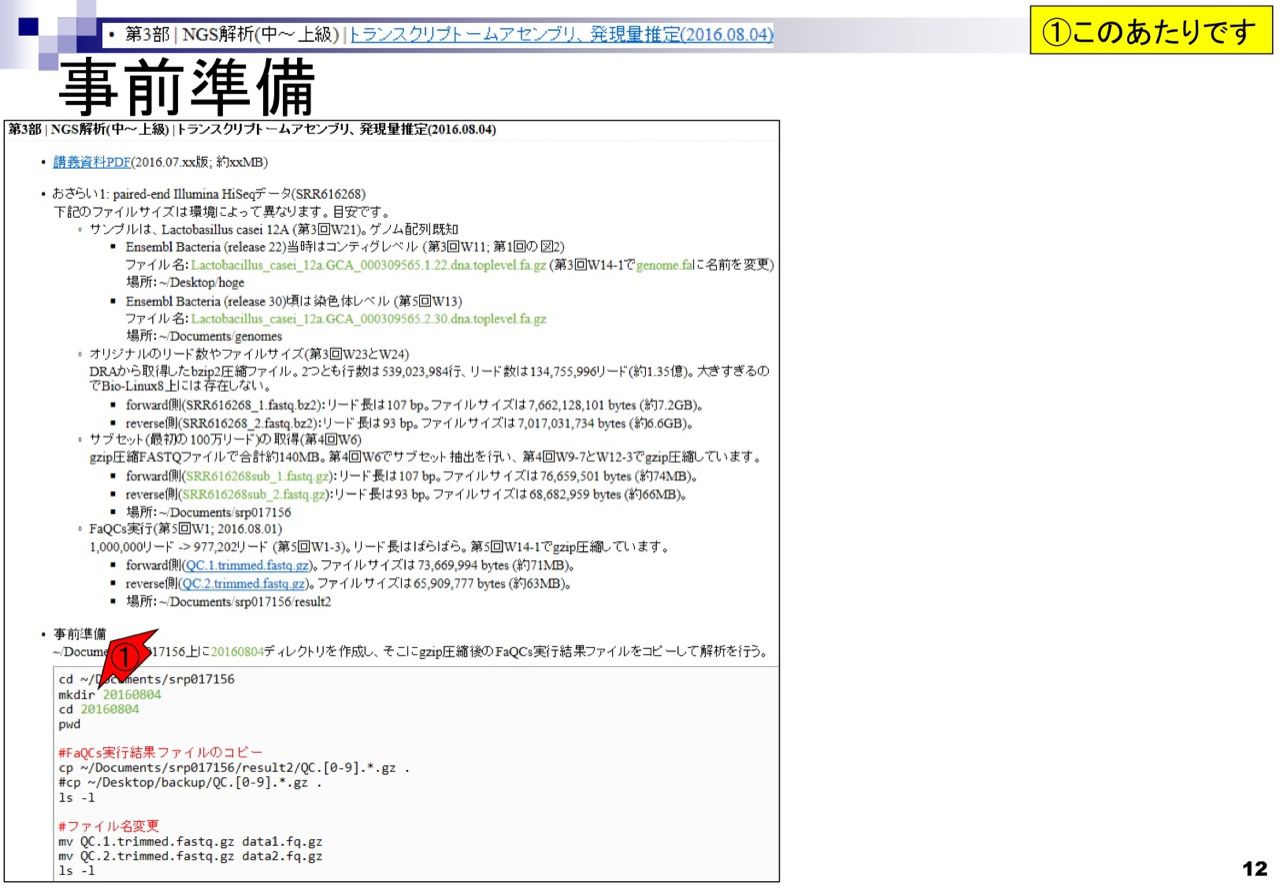 • 第3部 | NGS解析(中～上級) | トランスクリプトームアセンブリ、発現量推定(2016.08.04)
①このあたりです
事前準備
第3部 | NGS解析(中～上級) | トランスクリプトームアセンブリ、発現量推定(2016.08.04)
• 講義資料PDF(2016.07.xx版; 約xxMB)
• おさらい1: paired-end Illumina HiSeqデータ(SRR616268)
下記のファイルサイズは環境によって異なります。目安です。
◦ サンプルは、Lactobasillus casei 12A (第3回W21)。ゲノム配列既知
▪ Ensembl Bacteria (release 22)当時はコンティグレベル (第3回W11; 第1回の図2)
ファイル名: Lactobacillus_casei_12a.GCA_000309565.1.22.dna.toplevel.fa.gz (第3回W14-1でgenome.faに名前を変更)
場所: ~/Desktop/hoge
▪ Ensembl Bacteria (release 30)頃は染色体レベル (第5回W13)
ファイル名: Lactobacillus_casei_12a.GCA_000309565.2.30.dna.toplevel.fa.gz
場所: ~/Documents/genomes
◦ オリジナルのリード数やファイルサイズ(第3回W23とW24)
DRAから取得したbzip2圧縮ファイル。2つとも行数は539,023,984行、リード数は134,755,996リード(約1.35億)。大きすぎるの
でBio-Linux8上には存在しない。
▪ forward側(SRR616268_1.fastq.bz2): リード長は107 bp。ファイルサイズは7,662,128,101 bytes (約7.2GB)。
▪ reverse側(SRR616268_2.fastq.bz2): リード長は 93 bp。ファイルサイズは7,017,031,734 bytes (約6.6GB)。
◦ サブセット(最初の100万リード)の取得(第4回W6)
gzip圧縮FASTQファイルで合計約140MB。第4回W6でサブセット抽出を行い、第4回W9-7とW12-3でgzip圧縮しています。
▪ forward側(SRR616268sub_1.fastq.gz): リード長は107 bp。ファイルサイズは76,659,501 bytes (約74MB)。
▪ reverse側(SRR616268sub_2.fastq.gz): リード長は93 bp。ファイルサイズは68,682,959 bytes (約66MB)。
▪ 場所: ~/Documents/srp017156
◦ FaQCs実行(第5回W1; 2016.08.01)
1,000,000リード -> 977,202リード (第5回W1-3)。リード長はばらばら。第5回W14-1でgzip圧縮しています。
▪ forward側(QC.1.trimmed.fastq.gz)。ファイルサイズは73,669,994 bytes (約71MB)。
▪ reverse側(QC.2.trimmed.fastq.gz)。ファイルサイズは65,909,777 bytes (約63MB)。
▪ 場所: ~/Documents/srp017156/result2
• 事前準備
①
~/Docume 17156上に20160804ディレクトリを作成し、そこにgzip圧縮後のFaQCs実行結果ファイルをコピーして解析を行う。
cd ~/Documents/srp017156
mkdir 20160804
cd 20160804
pwd
#FaQCs実行結果ファイルのコピー
cp ~/Documents/srp017156/result2/QC.[0-9].*.gz .
#cp ~/Desktop/backup/QC.[0-9].*.gz .
ls -l
#ファイル名変更
mv QC.1.trimmed.fastq.gz data1.fq.gz
mv QC.2.trimmed.fastq.gz data2.fq.gz
ls -l
12